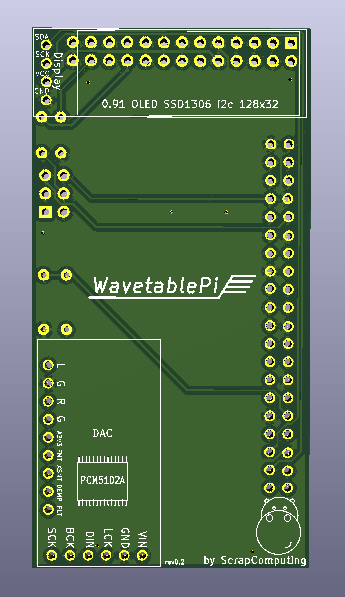 SDA
SCK
VCC
GND
Display
0.91 OLED SSD1306 I2c 128x32
WavetablePi
L
G
R
G
A3V3
FMT
XSMT
DEMP
FLT
DAC
PCM5102A
SCK
BCK
DIN
LCK
GND
VIN
rev0.2
by ScrapComputing